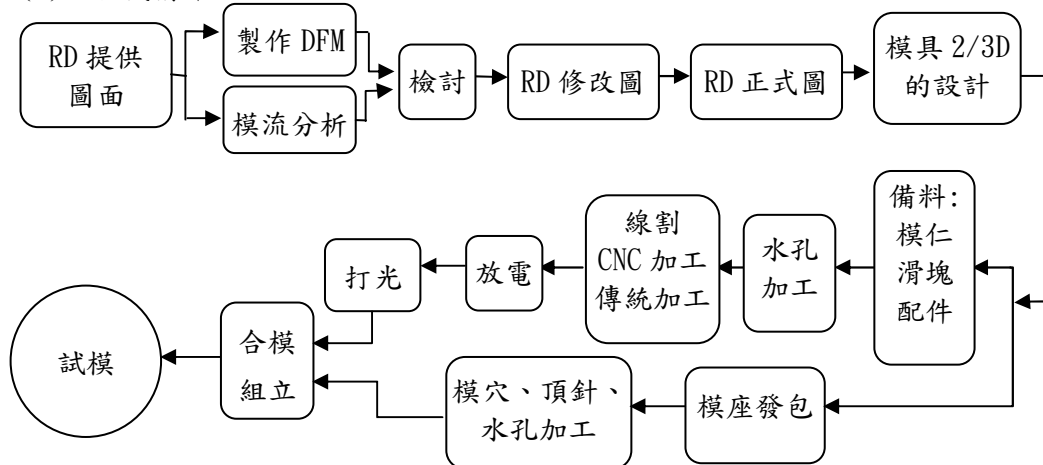 RD 提供
圖面
製作 DFM
模流分析
檢討
RD 修改圖
RD 正式圖
模具 2/3D
的設計
備料:
模仁
滑塊
配件
水孔
加工
線割
CNC 加工
傳統加工
放電
打光
模座發包
模穴、頂針、
水孔加工
合模
組立
試模